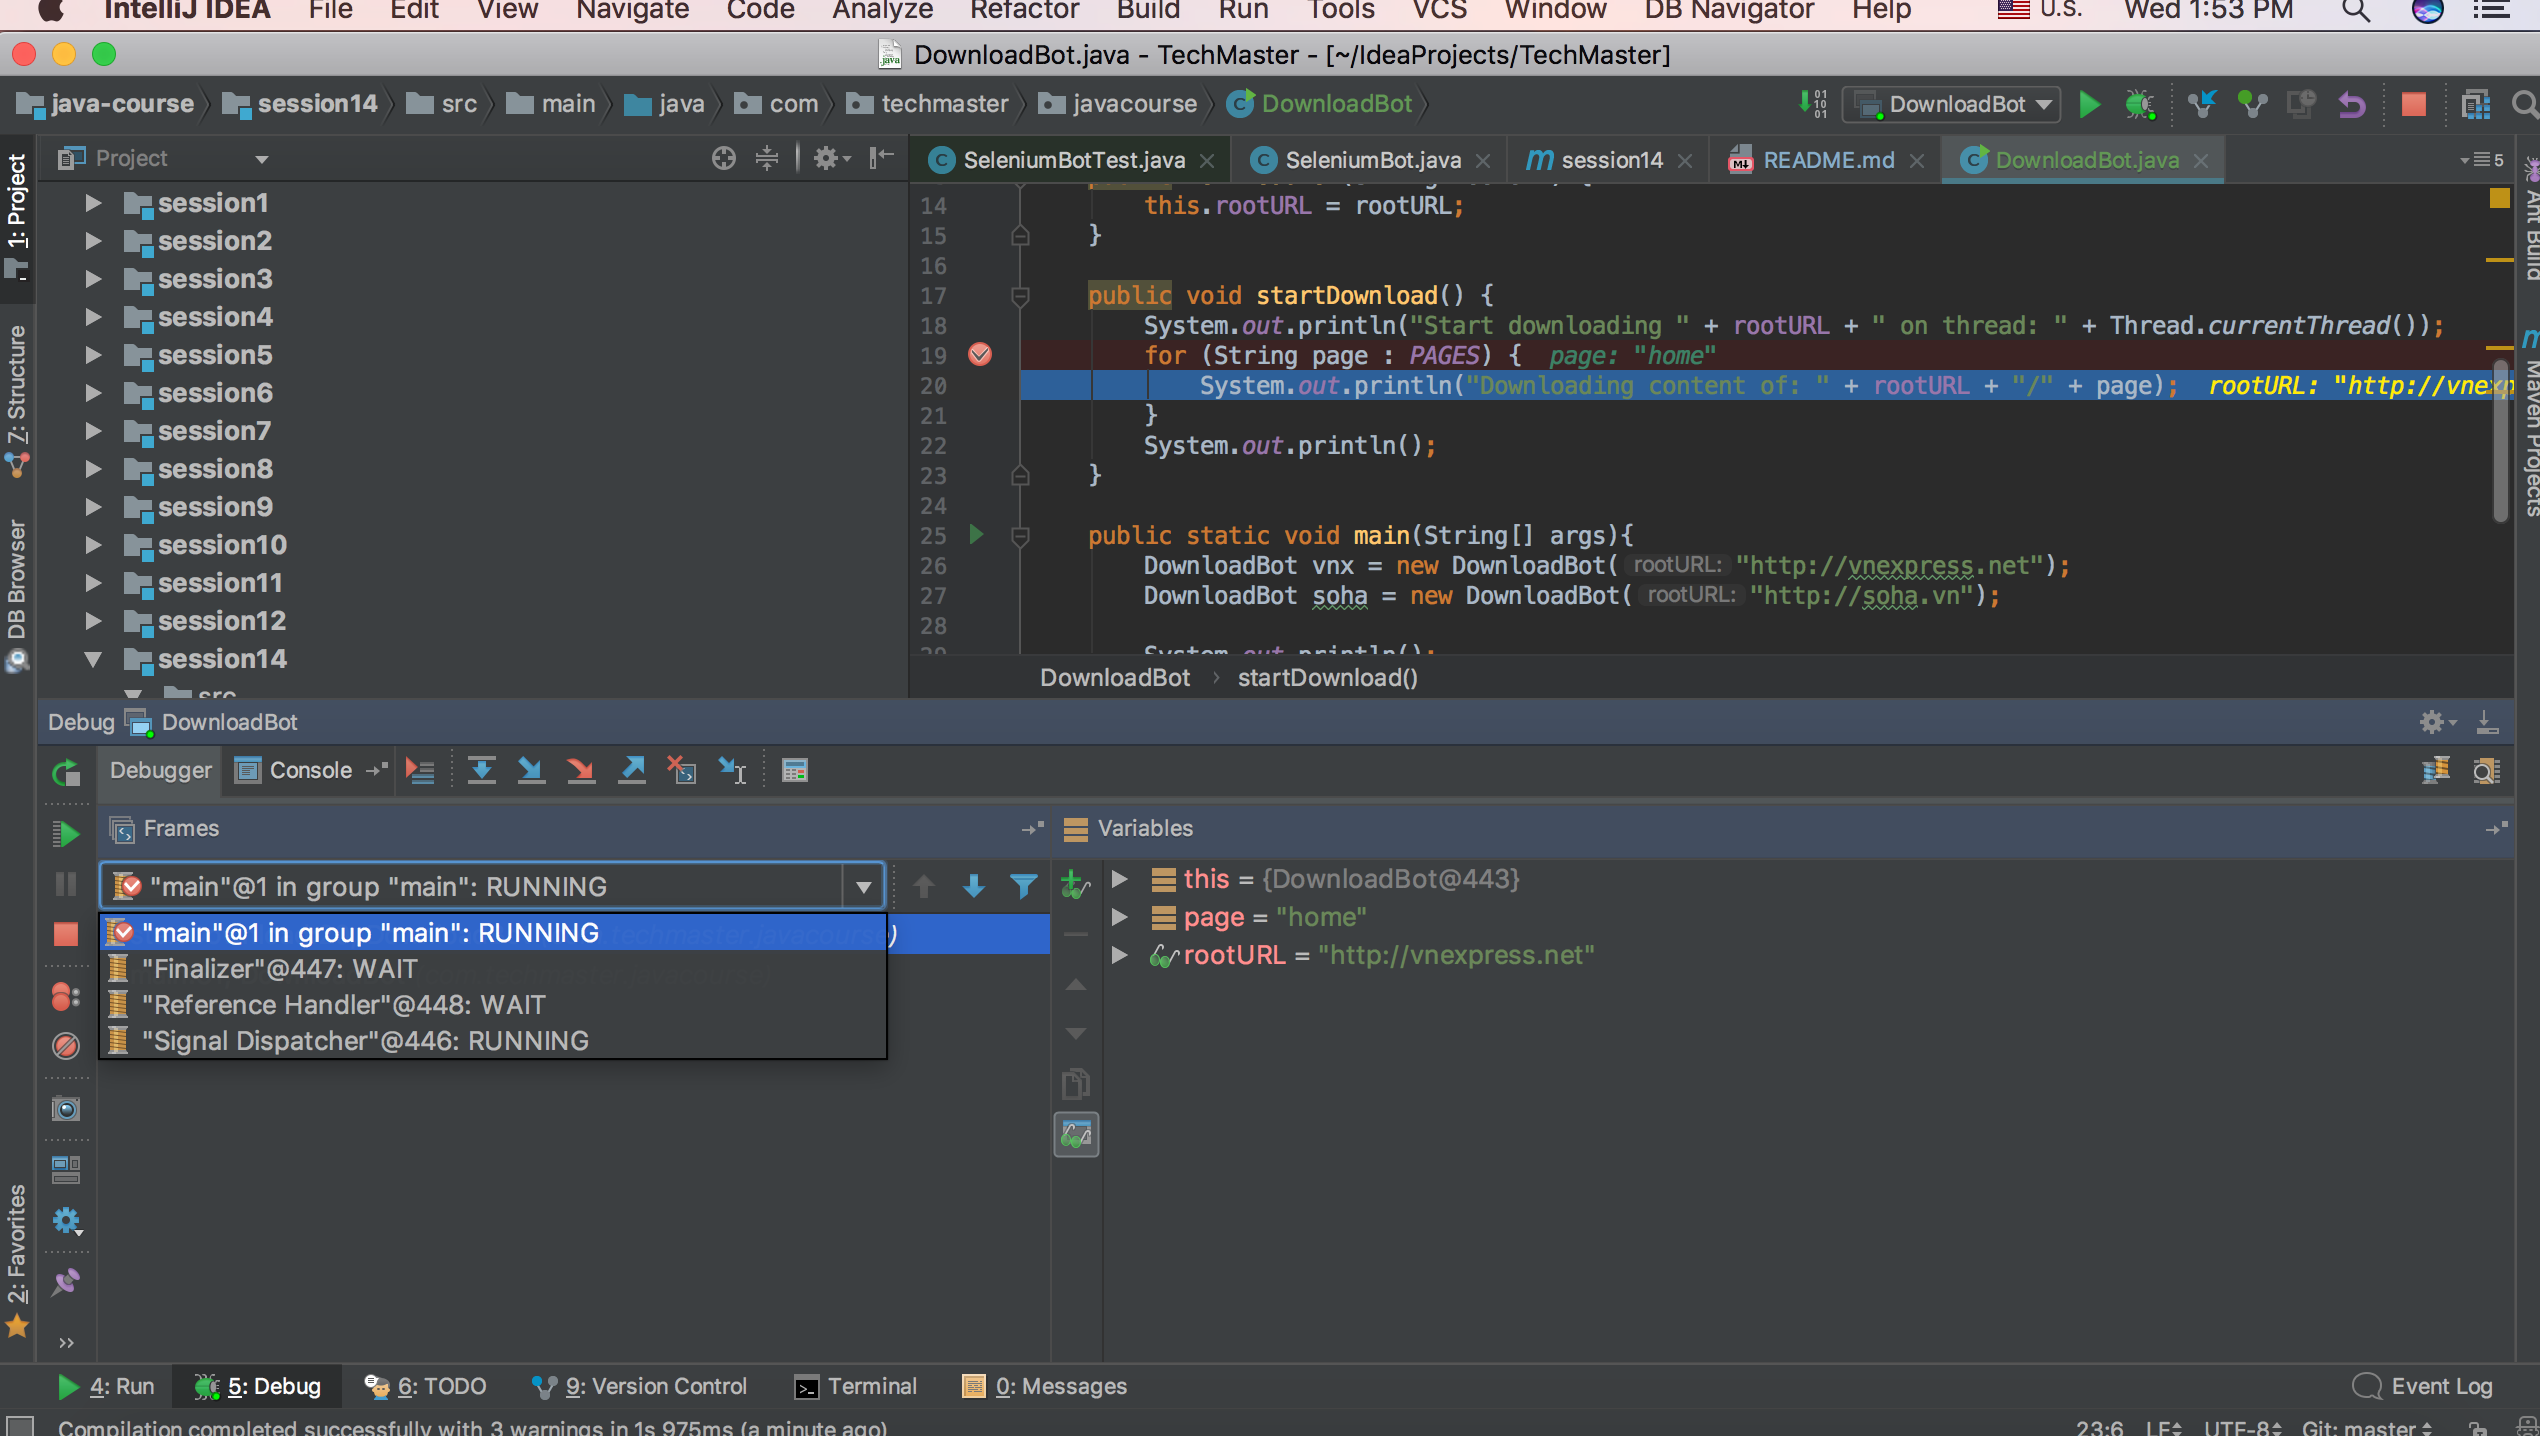 IntelliJ IDEA File Edit View Navigate Code Analyze Refactor Build Run Tools VCS Window DB Navigator Help U.S. Wed 1:53 PM
DownloadBot.java - TechMaster - [~/IdeaProjects/TechMaster]
java-course session14 src main java com techmaster javacourse DownloadBot DownloadBot
Project
SeleniumBotTest.java SeleniumBot.java session14 README.md DownloadBot.java 5
1: Project
7: Structure
DB Browser
2: Favorites
session1
session2
session3
session4
session5
session6
session7
session8
session9
session10
session11
session12
session14
src
14 this.rootURL = rootURL;
15 }
16
17 public void startDownload() {
18 System.out.println("Start downloading " + rootURL + " on thread: " + Thread.currentThread());
19 for (String page : PAGES) { page: "home"
20 System.out.println("Downloading content of: " + rootURL + "/" + page); rootURL: "http://vnexp
21 }
22 System.out.println();
23 }
24
25 public static void main(String[] args){
26 DownloadBot vnx = new DownloadBot( rootURL: "http://vnexpress.net");
27 DownloadBot soha = new DownloadBot( rootURL: "http://soha.vn");
28
29 System.out.println();
DownloadBot › startDownload()
Ant Build
Maven Projects
Debug DownloadBot
Debugger Console
Frames
Variables
"main"@1 in group "main": RUNNING
"main"@1 in group "main": RUNNING techmaster.javacourse)
"Finalizer"@447: WAIT
"Reference Handler"@448: WAIT
"Signal Dispatcher"@446: RUNNING
this = {DownloadBot@443}
page = "home"
rootURL = "http://vnexpress.net"
4: Run 5: Debug 6: TODO 9: Version Control Terminal 0: Messages Event Log
Compilation completed successfully with 3 warnings in 1s 975ms (a minute ago) 23:6 LF UTF-8 Git: master